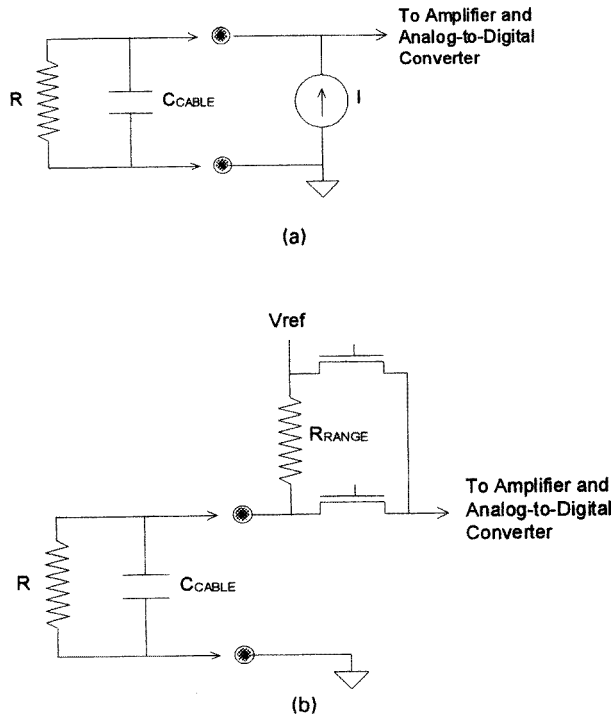 To Amplifier and
Analog-to-Digital
Converter
R
CCABLE
I
(a)
Vref
RRANGE
To Amplifier and
Analog-to-Digital
Converter
R
CCABLE
(b)